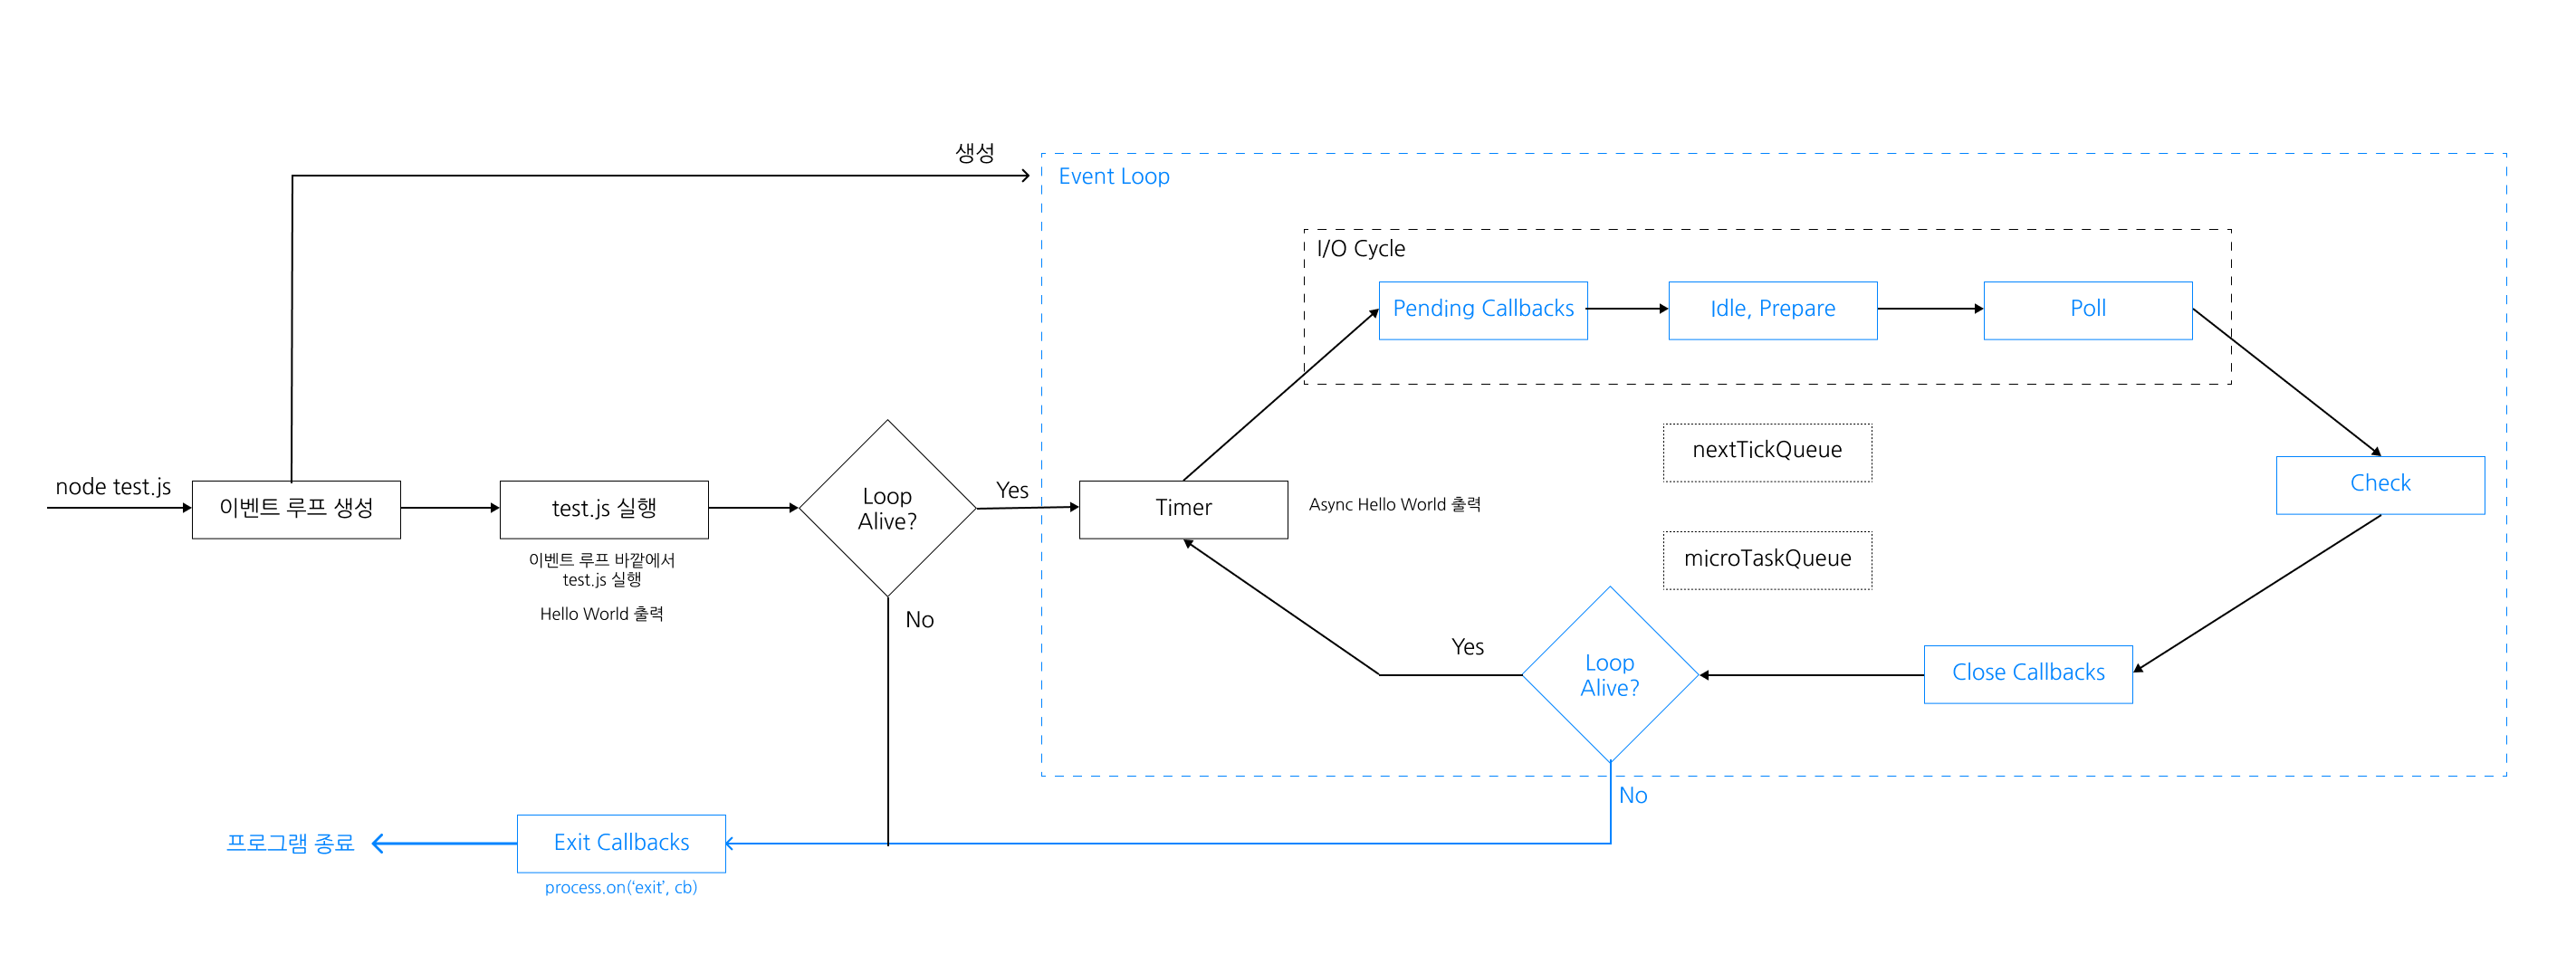 생성
Event Loop
I/O Cycle
Pending Callbacks
Idle, Prepare
Poll
nextTickQueue
Check
node test.js
이벤트 루프 생성
test.js 실행
Loop
Alive?
Yes
Timer
Async Hello World 출력
이벤트 루프 바깥에서
test.js 실행
Hello World 출력
microTaskQueue
No
Yes
Loop
Alive?
Close Callbacks
No
프로그램 종료
Exit Callbacks
process.on(‘exit’, cb)